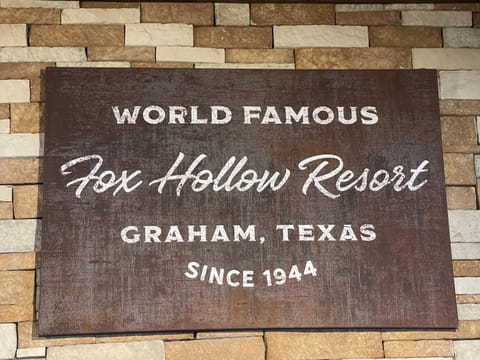 WORLD FAMOUS
Fox Hollow Resort
GRAHAM, TEXAS
SINCE 1944